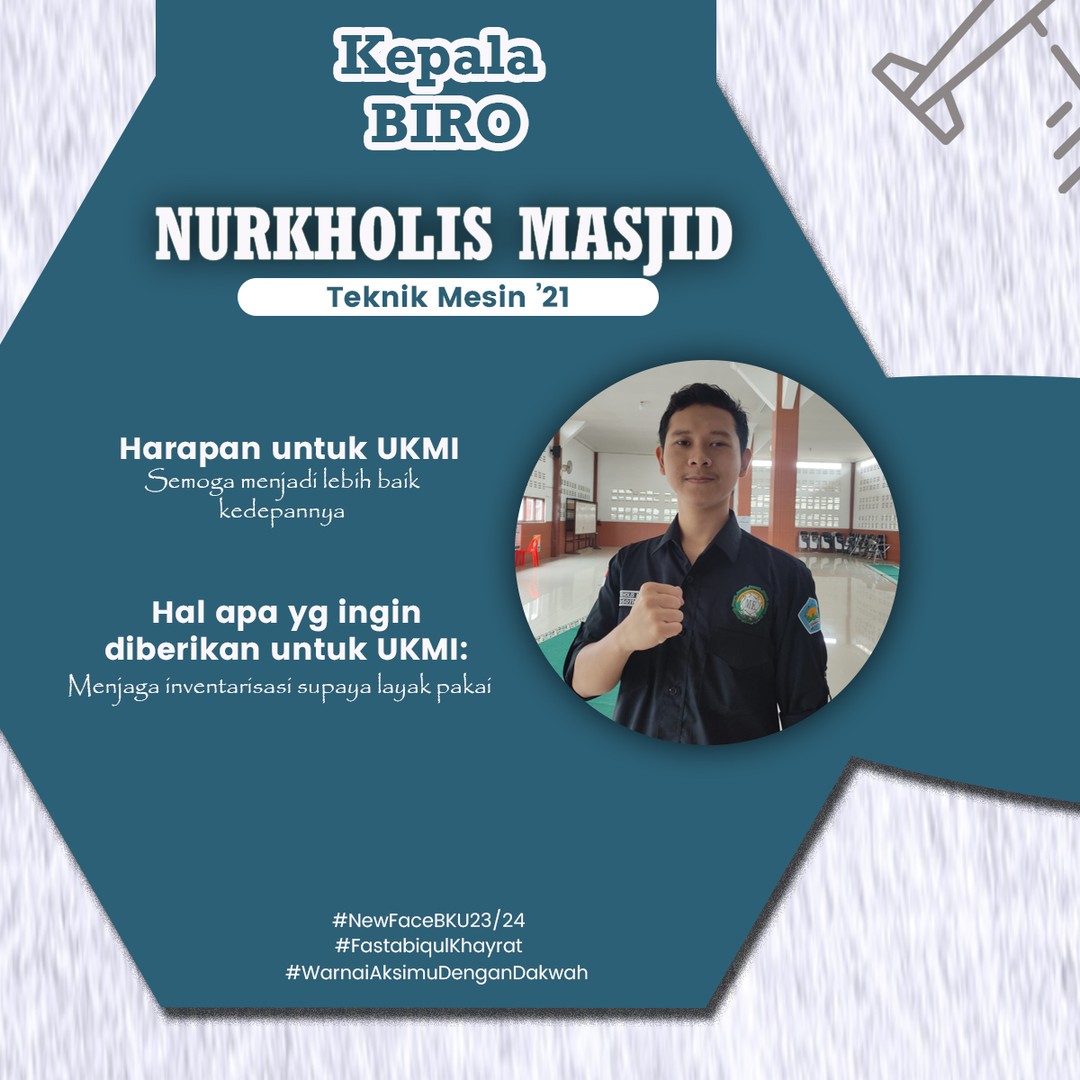 Kepala
BIRO
NURKHOLIS MASJID
Teknik Mesin ’21
Harapan untuk UKMI
Semoga menjadi lebih baik
kedepannya
Hal apa yg ingin
diberikan untuk UKMI:
Menjaga inventarisasi supaya layak pakai
#NewFaceBKU23/24
#FastabiqulKhayrat
#WarnaiAksimuDenganDakwah